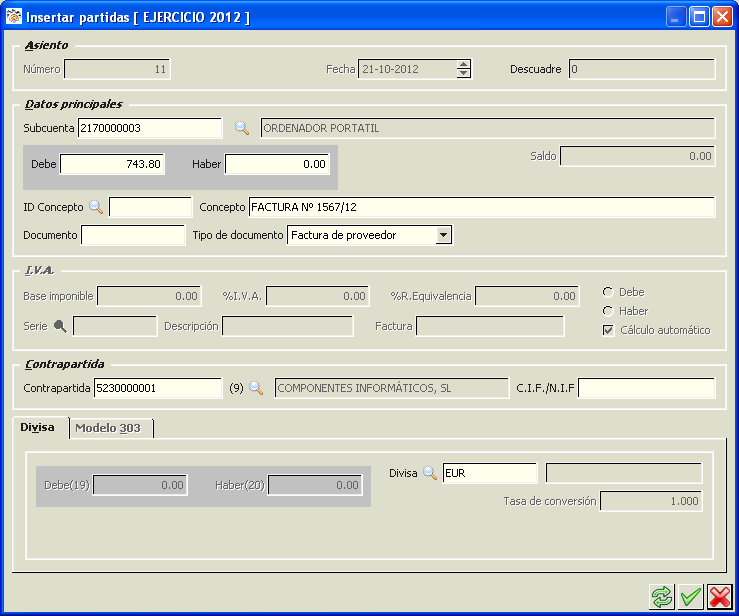 Insertar partidas [ EJERCICIO 2012 ]
Asiento
Número 11 Fecha 21-10-2012 Descuadre 0
Datos principales
Subcuenta 2170000003 ORDENADOR PORTATIL
Debe 743.80 Haber 0.00 Saldo 0.00
ID Concepto Concepto FACTURA Nº 1567/12
Documento Tipo de documento Factura de proveedor
I.V.A.
Base imponible 0.00 %I.V.A. 0.00 %R.Equivalencia 0.00 Debe
Haber
Serie Descripción Factura Cálculo automático
Contrapartida
Contrapartida 5230000001 (9) COMPONENTES INFORMÁTICOS, SL C.I.F./N.I.F
Divisa Modelo 303
Debe(19) 0.00 Haber(20) 0.00 Divisa EUR
Tasa de conversión 1.000